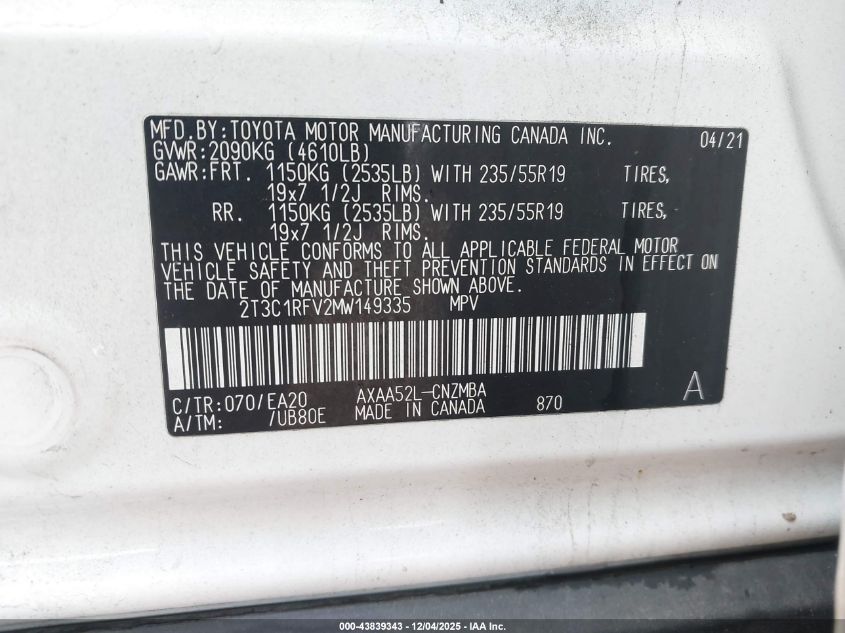 MFD.BY:TOYOTA MOTOR MANUFACTURING CANADA INC. 04/21
GVWR:2090KG (4610LB)
GAWR:FRT. 1150KG (2535LB) WITH 235/55R19 TIRES,
19x7 1/2J RIMS.
RR. 1150KG (2535LB) WITH 235/55R19 TIRES,
19x7 1/2J RIMS.
THIS VEHICLE CONFORMS TO ALL APPLICABLE FEDERAL MOTOR
VEHICLE SAFETY AND THEFT PREVENTION STANDARDS IN EFFECT ON
THE DATE OF MANUFACTURE SHOWN ABOVE.
2T3C1RFV2MW149335 MPV
C/TR:070/EA20 AXAA52L-CNZMBA A
A/TM: /UB80E MADE IN CANADA 870
000-43839343 - 12/04/2025 - IAA Inc.